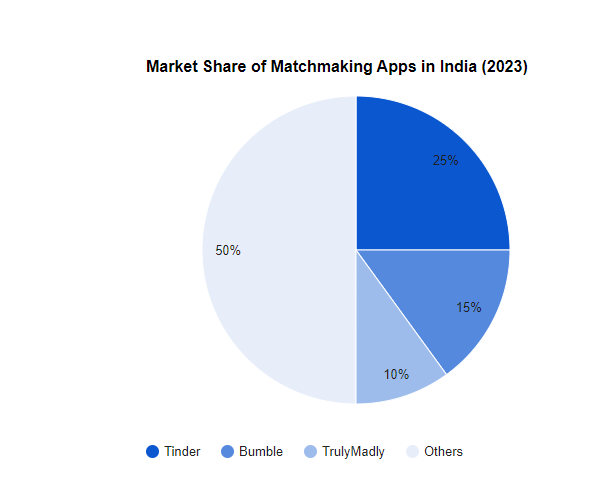 Market Share of Matchmaking Apps in India (2023)
25%
50%
15%
10%
Tinder Bumble TrulyMadly Others